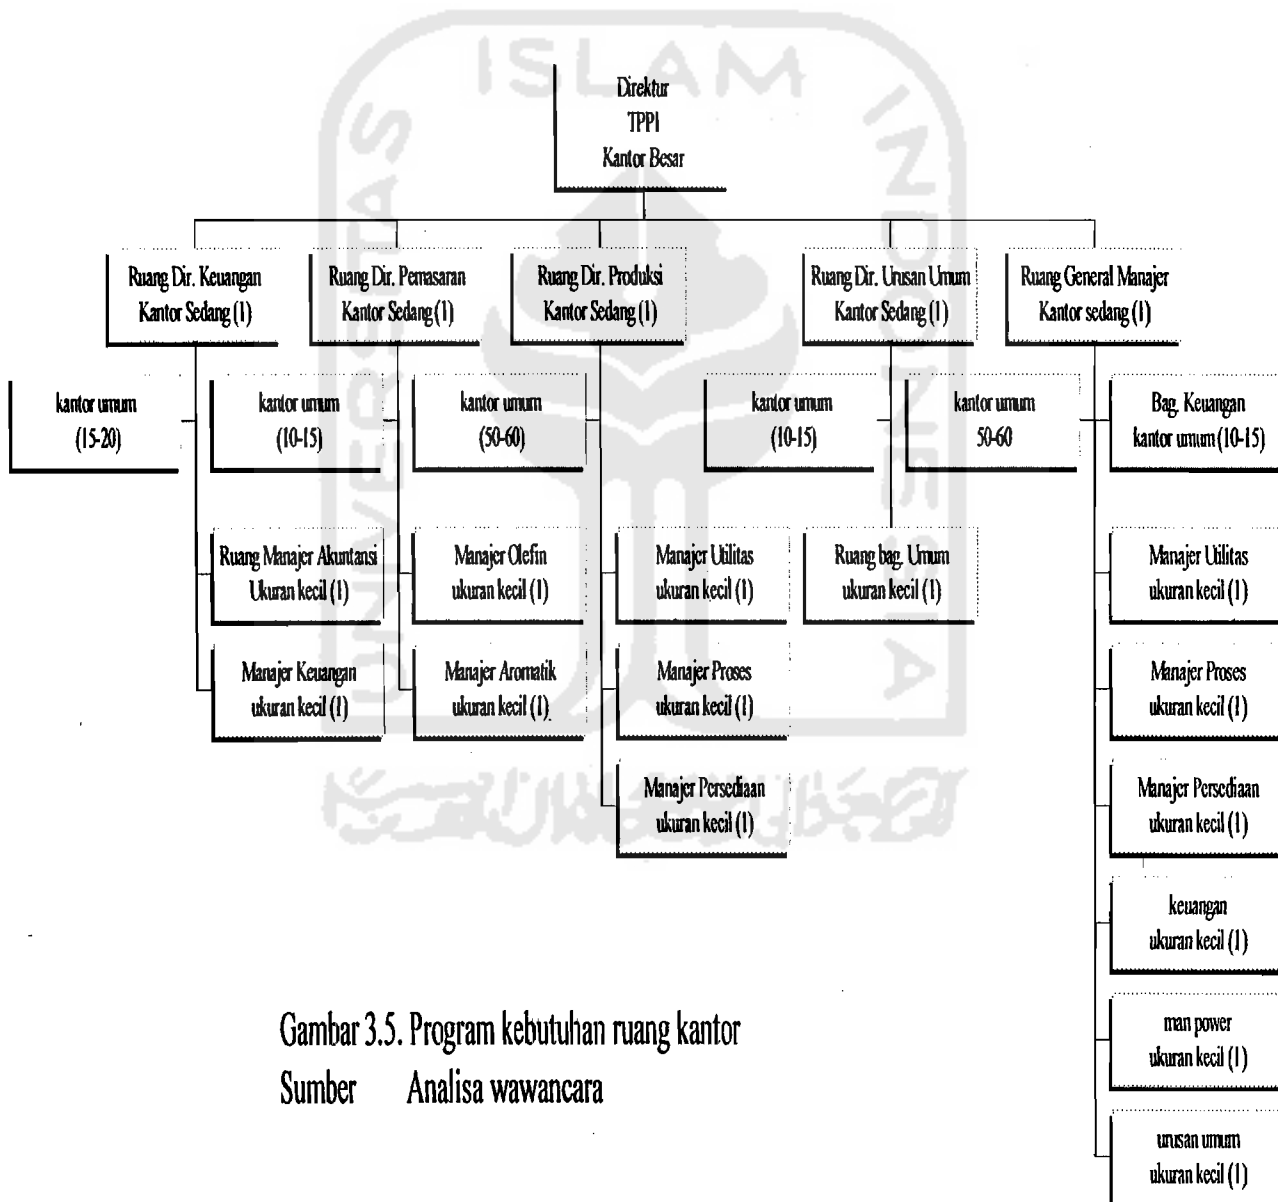 UNIVERSITAS
ISLAM
INDONESIA
Direktur
TPPI
Kantor Besar
Ruang Dir. Keuangan
Kantor Sedang (1)
Ruang Dir. Pemasaran
Kantor Sedang (1)
Ruang Dir. Produksi
Kantor Sedang (1)
Ruang Dir. Urusan Umum
Kantor Sedang (1)
Ruang General Manajer
Kantor sedang (1)
kantor umum
(15-20)
kantor umum
(10-15)
kantor umum
(50-60)
kantor umum
(10-15)
kantor umum
50-60
Bag. Keuangan
kantor umum (10-15)
Ruang Manajer Akuntansi
Ukuran kecil (1)
Manajer Olefin
ukuran kecil (1)
Manajer Utilitas
ukuran kecil (1)
Ruang bag. Umum
ukuran kecil (1)
Manajer Utilitas
ukuran kecil (1)
Manajer Keuangan
ukuran kecil (1)
Manajer Aromatik
ukuran kecil (1)
Manajer Proses
ukuran kecil (1)
Manajer Proses
ukuran kecil (1)
Manajer Persediaan
ukuran kecil (1)
Manajer Persediaan
ukuran kecil (1)
keuangan
ukuran kecil (1)
man power
ukuran kecil (1)
urusan umum
ukuran kecil (1)
Gambar 3.5. Program kebutuhan ruang kantor
Sumber Analisa wawancara